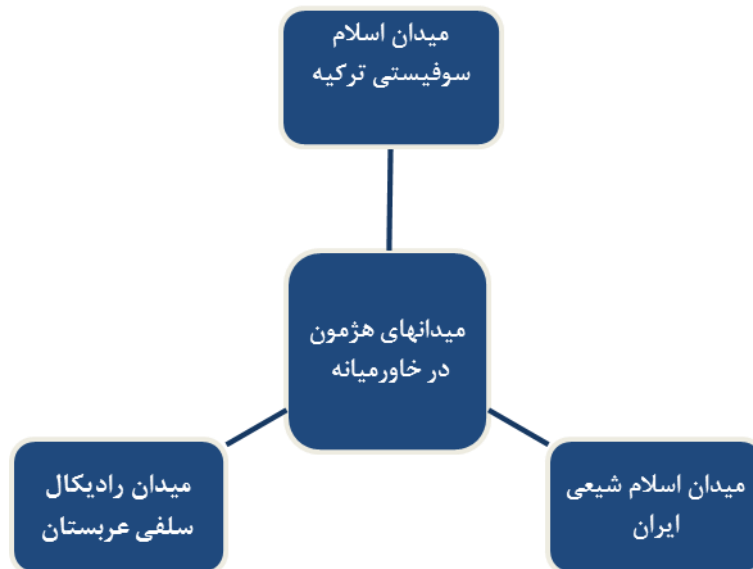 میدان اسلام
سوفیستی ترکیه
میدانهای هژمون
در خاورمیانه
میدان اسلام شیعی
ایران
میدان رادیکال
سلفی عربستان